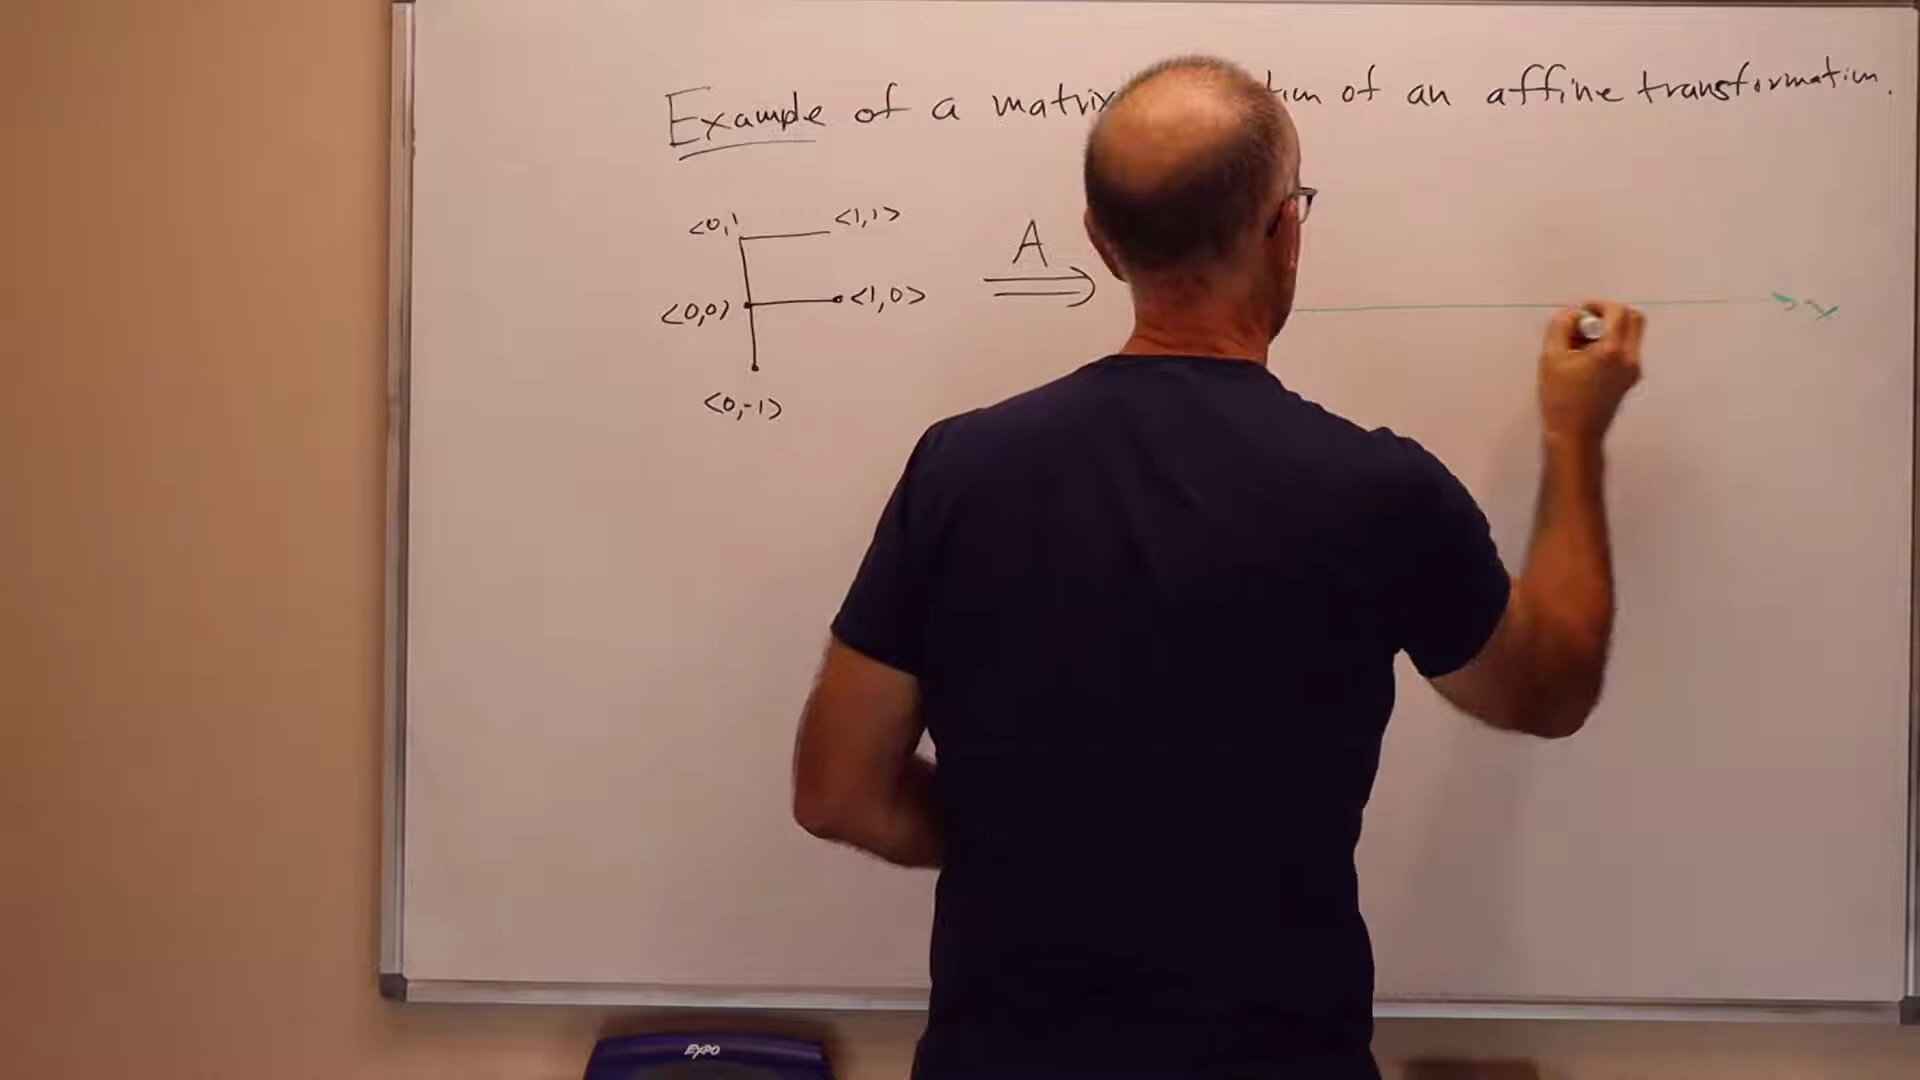 Example of a matrix of an affine transformation.
<0,1 <1,1>
A
<0,0> <1,0>
x
<0,-1>
EXPO